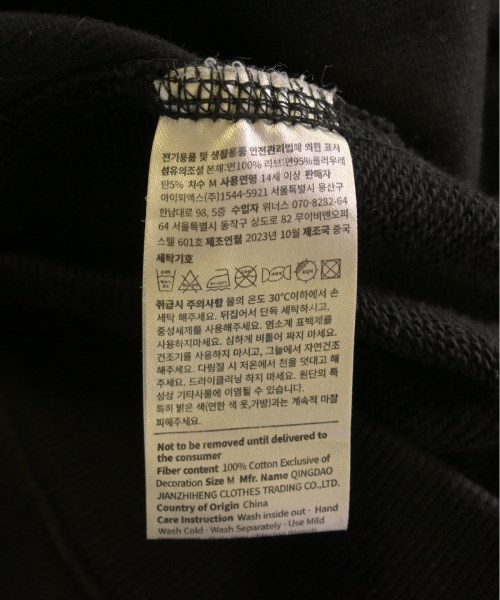 전기용품 및 생활용품 안전관리법에 의한 표시
섬유의조성 본체:면100% 리브:면95%폴리우레
탄5% 치수 M 사용연령 14세 이상 판매자
아이피엑스(주)1544-5921 서울특별시 용산구
한남대로 98, 5층 수입자 위너스 070-8282-64
64 서울특별시 동작구 상도로 82 무이비앤오피
스텔 601호 제조연월 2023년 10월 제조국 중국
세탁기호
취급시 주의사항 물의 온도 30℃이하에서 손
세탁 해주세요. 뒤집어서 단독 세탁하시고,
중성세제를 사용해주세요. 염소계 표백제를
사용하지마세요. 심하게 비틀어 짜지 마세요.
건조기를 사용하지 마시고, 그늘에서 자연건조
해주세요. 다림질 시 저온에서 천을 덧대고 해
주세요. 드라이클리닝 하지 마세요. 원단의 특
성상 기타사물에 이염될 수 있습니다.
특히 밝은 색(연한 색 옷,가방)과는 계속적 마찰
피해주세요.
Not to be removed until delivered to
the consumer
Fiber content 100% Cotton Exclusive of
Decoration Size M Mfr. Name QINGDAO
JIANZHIHENG CLOTHES TRADING CO.,LTD.
Country of Origin China
Care Instruction Wash inside out · Hand
Wash Cold · Wash Separately · Use Mild